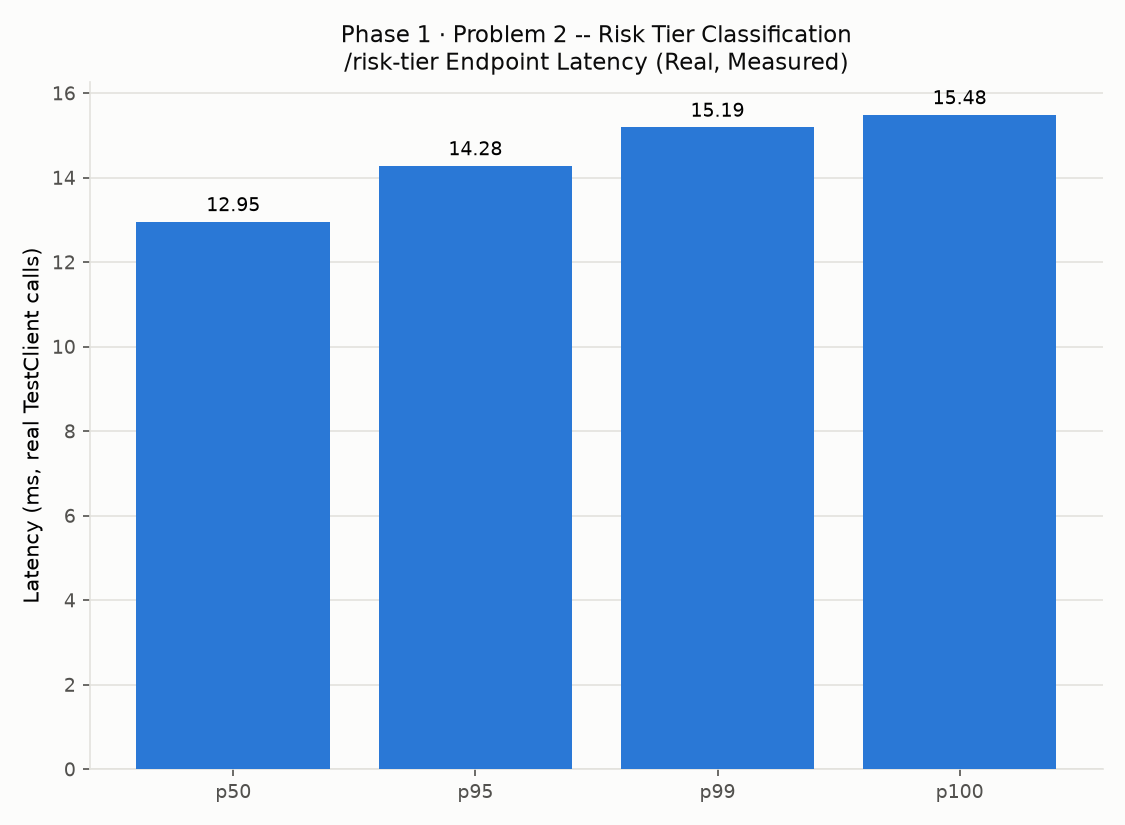 Phase 1 · Problem 2 -- Risk Tier Classification
/risk-tier Endpoint Latency (Real, Measured)
Latency (ms, real TestClient calls)
16
14
12
10
8
6
4
2
0
12.95
14.28
15.19
15.48
p50
p95
p99
p100